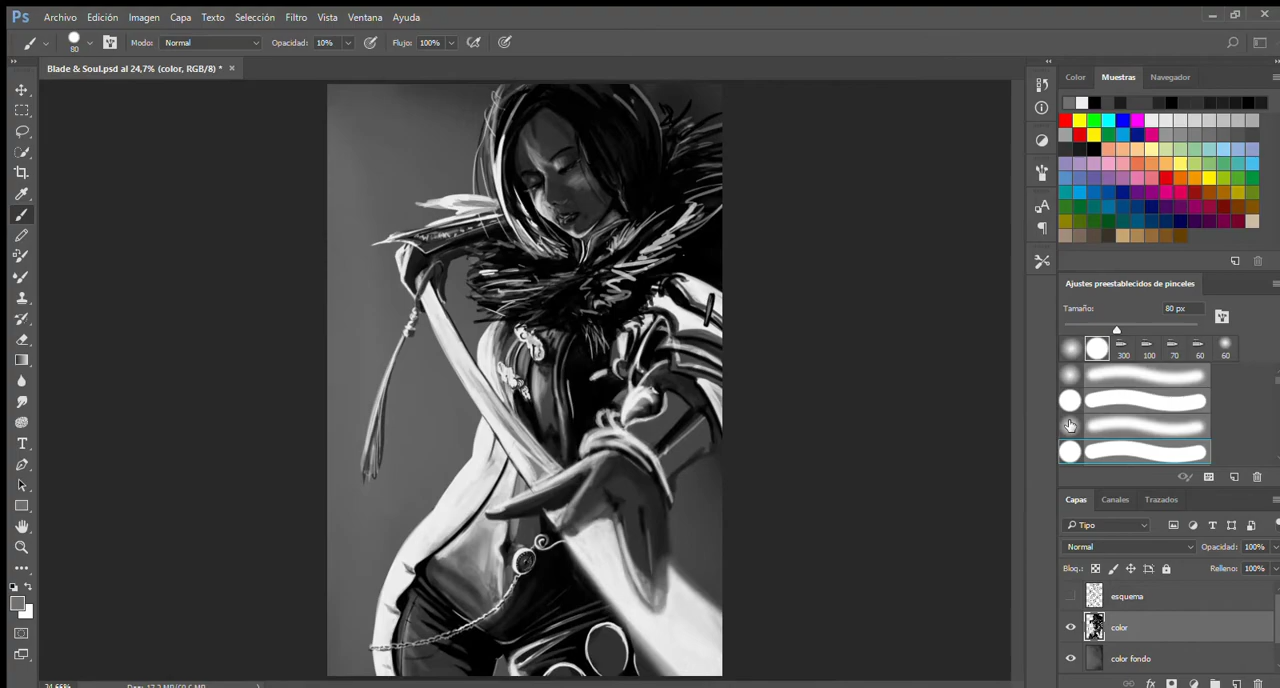 Ps Archivo Edición Imagen Capa Texto Selección Filtro Vista Ventana Ayuda
80 Modo: Normal Opacidad: 10% Flujo: 100%
Blade & Soul.psd al 24,7% (color, RGB/8) * ×
Color Muestras Navegador
Ajustes preestablecidos de pinceles
Tamaño: 80 px
300 100 70 60 60
Capas Canales Trazados
Tipo
Normal Opacidad: 100%
Bloq.: Relleno: 100%
esquema
color
color fondo